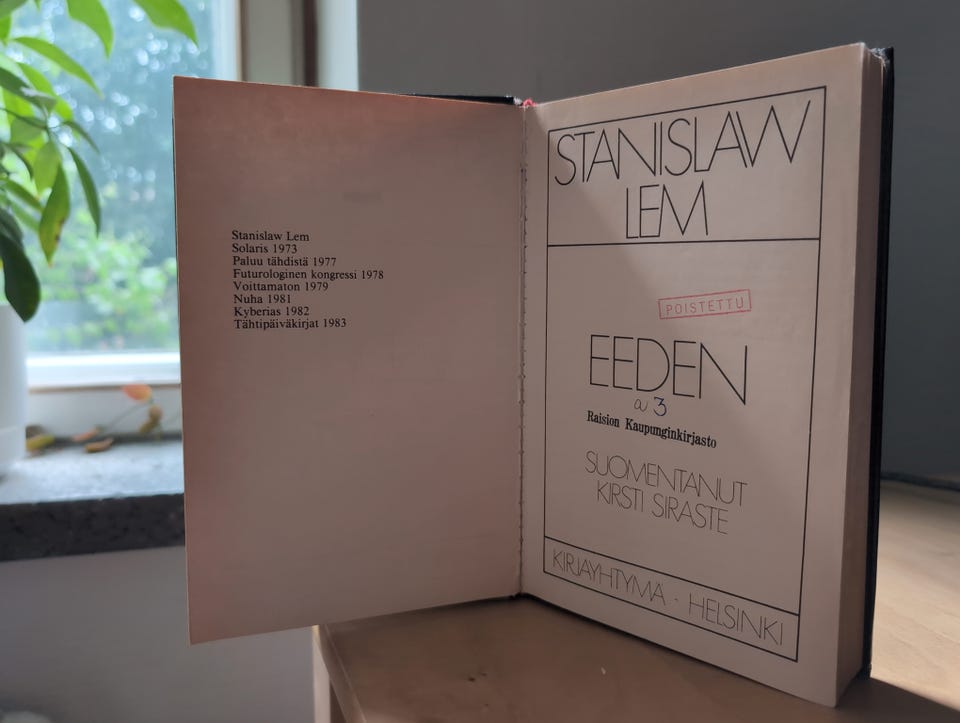 Stanislaw Lem
Solaris 1973
Paluu tähdistä 1977
Futurologinen kongressi 1978
Voittamaton 1979
Nuha 1981
Kyberias 1982
Tähtipäiväkirjat 1983
STANISLAW
LEM
POISTETTU
EEDEN
a 3
Raision Kaupunginkirjasto
SUOMENTANUT
KIRSTI SIRASTE
KIRJAYHTYMÄ · HELSINKI